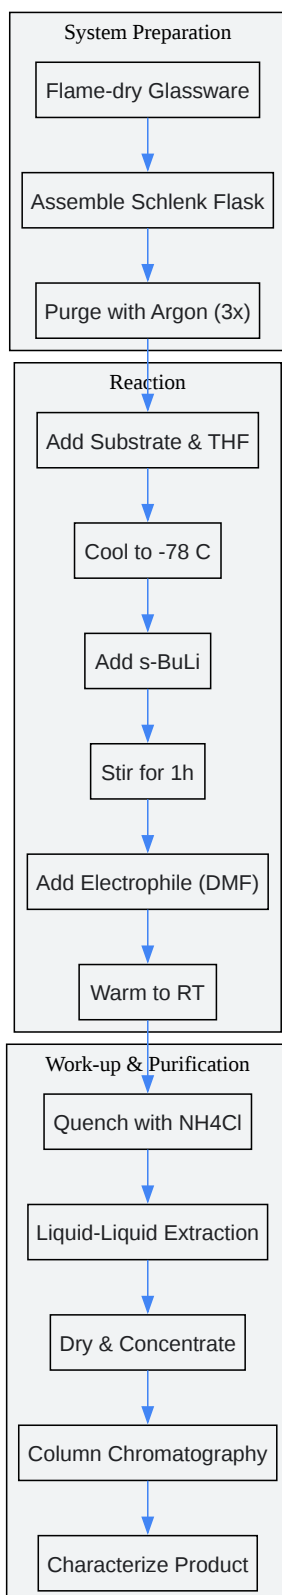 System Preparation
Flame-dry Glassware
Assemble Schlenk Flask
Purge with Argon (3x)
Reaction
Add Substrate & THF
Cool to -78 C
Add s-BuLi
Stir for 1h
Add Electrophile (DMF)
Warm to RT
Work-up & Purification
Quench with NH4Cl
Liquid-Liquid Extraction
Dry & Concentrate
Column Chromatography
Characterize Product